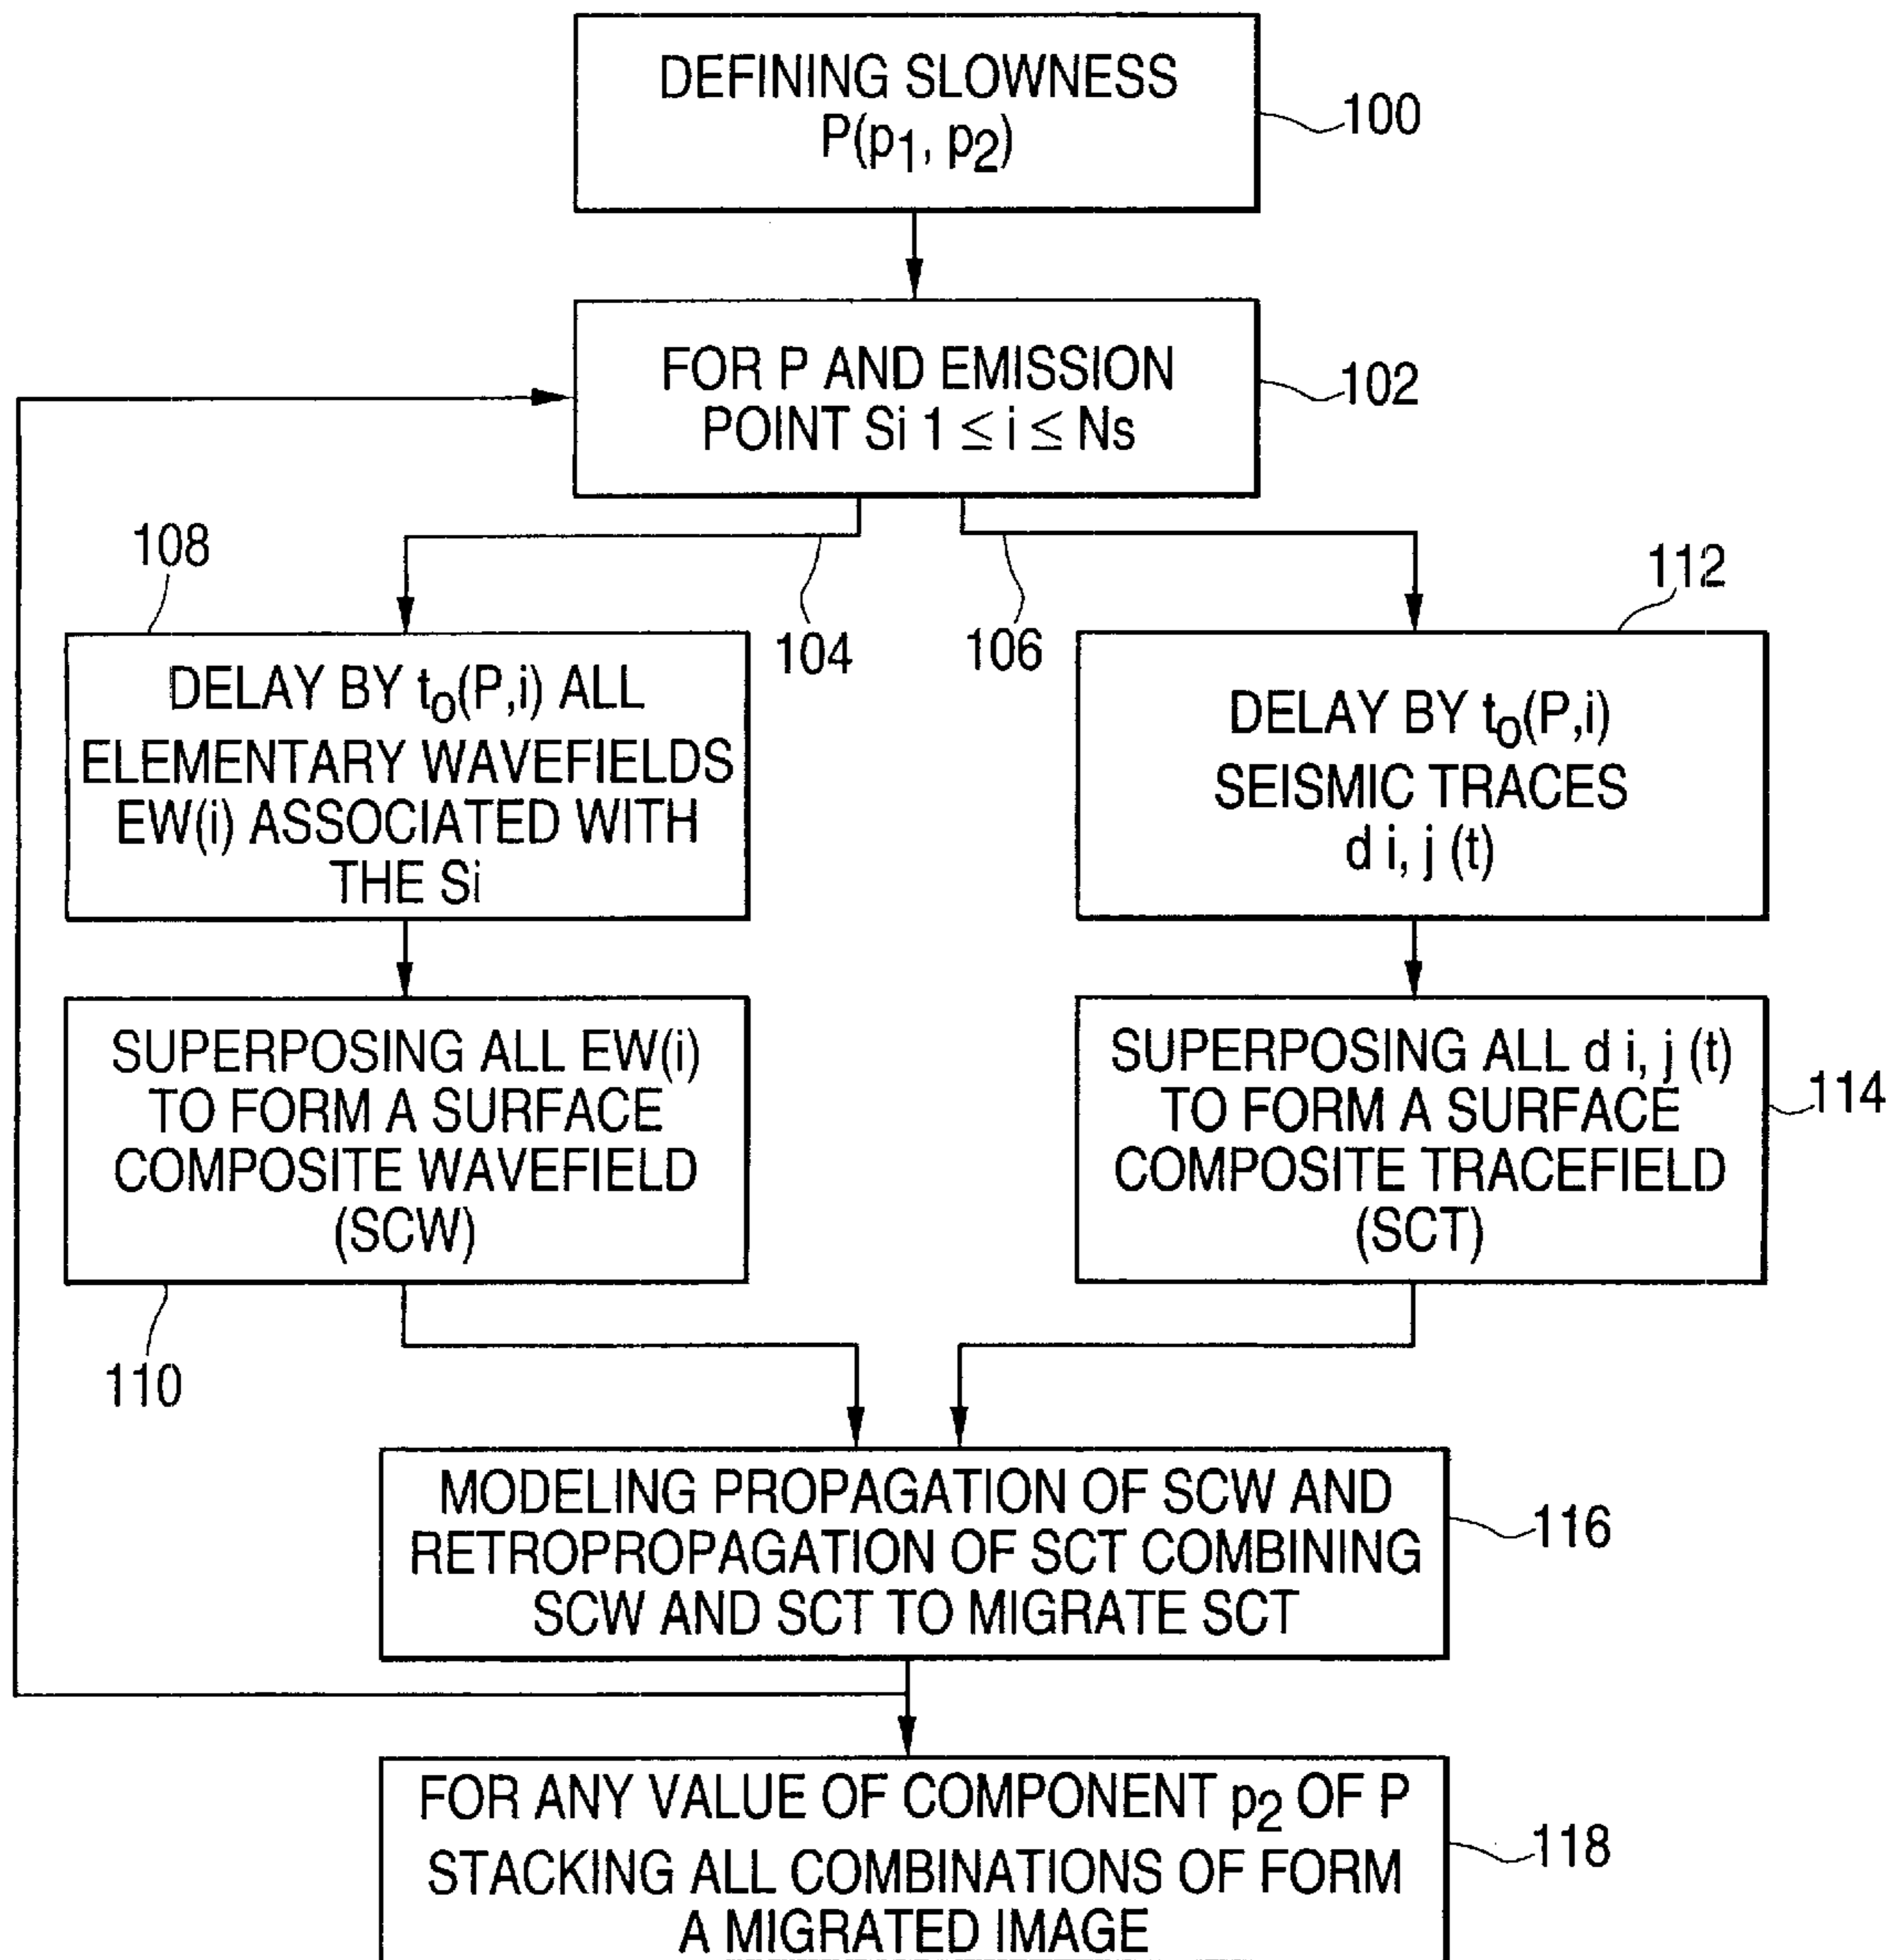 DEFINING SLOWNESS
P(p1, p2)
100
FOR P AND EMISSION
POINT Si 1 ≤ i ≤ Ns
102
108
104
106
112
DELAY BY to(P,i) ALL
ELEMENTARY WAVEFIELDS
EW(i) ASSOCIATED WITH
THE Si
DELAY BY to(P,i)
SEISMIC TRACES
d i, j (t)
SUPERPOSING ALL EW(i)
TO FORM A SURFACE
COMPOSITE WAVEFIELD
(SCW)
110
SUPERPOSING ALL d i, j (t)
TO FORM A SURFACE
COMPOSITE TRACEFIELD
(SCT)
114
MODELING PROPAGATION OF SCW AND
RETROPROPAGATION OF SCT COMBINING
SCW AND SCT TO MIGRATE SCT
116
FOR ANY VALUE OF COMPONENT p2 OF P
STACKING ALL COMBINATIONS OF FORM
A MIGRATED IMAGE
118